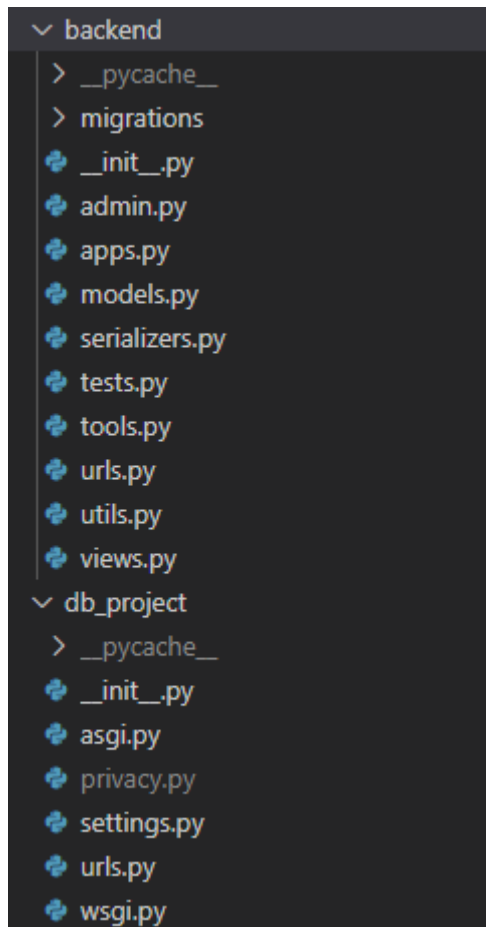 backend
__pycache__
migrations
__init__.py
admin.py
apps.py
models.py
serializers.py
tests.py
tools.py
urls.py
utils.py
views.py
db_project
__pycache__
__init__.py
asgi.py
privacy.py
settings.py
urls.py
wsgi.py